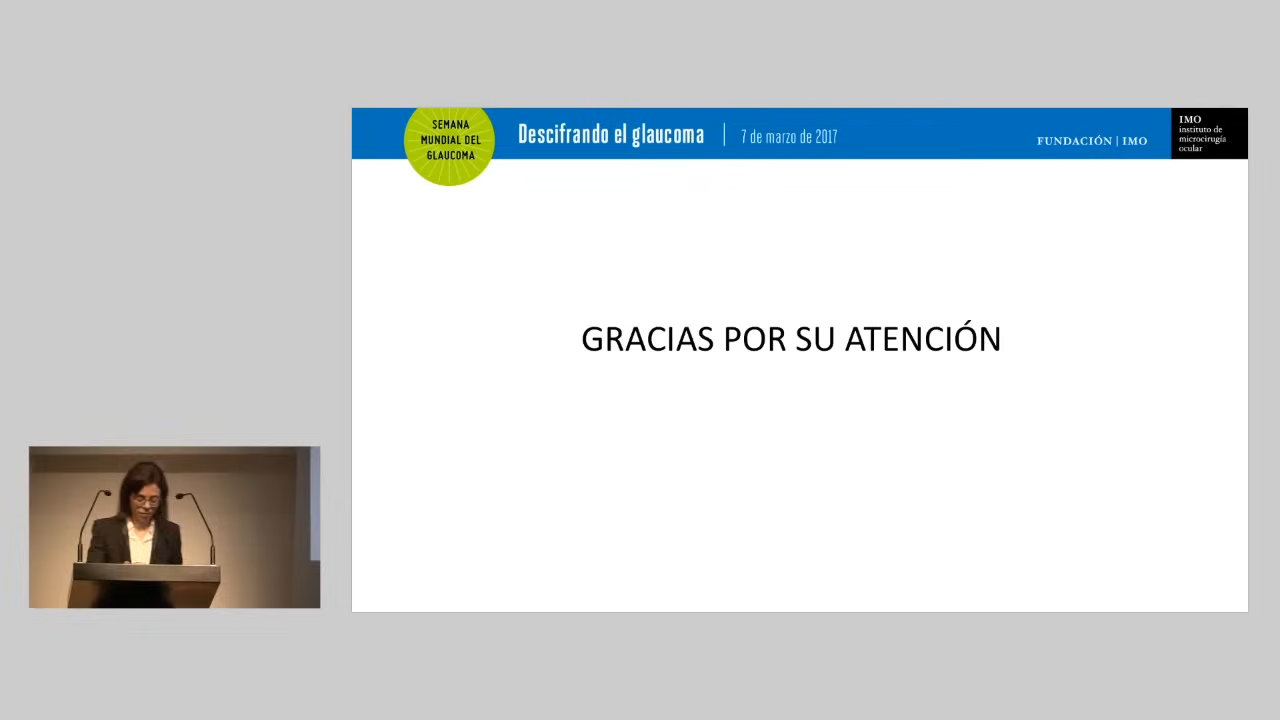 SEMANA
MUNDIAL DEL
GLAUCOMA
Descifrando el glaucoma | 7 de marzo de 2017
FUNDACIÓN | IMO
IMO
instituto de
microcirugía
ocular
GRACIAS POR SU ATENCIÓN